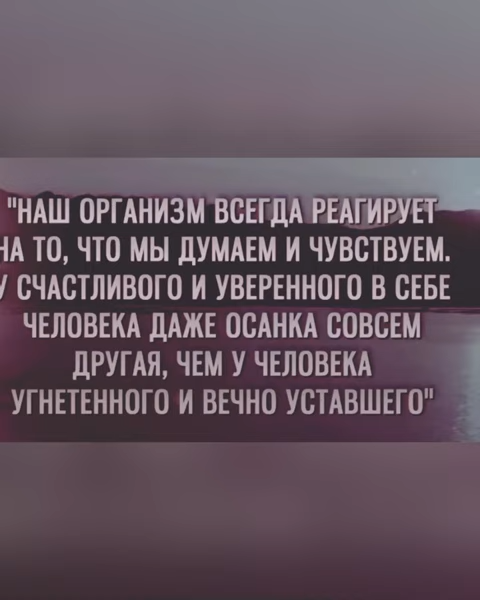 "НАШ ОРГАНИЗМ ВСЕГДА РЕАГИРУЕТ
НА ТО, ЧТО МЫ ДУМАЕМ И ЧУВСТВУЕМ.
У СЧАСТЛИВОГО И УВЕРЕННОГО В СЕБЕ
ЧЕЛОВЕКА ДАЖЕ ОСАНКА СОВСЕМ
ДРУГАЯ, ЧЕМ У ЧЕЛОВЕКА
УГНЕТЕННОГО И ВЕЧНО УСТАВШЕГО"